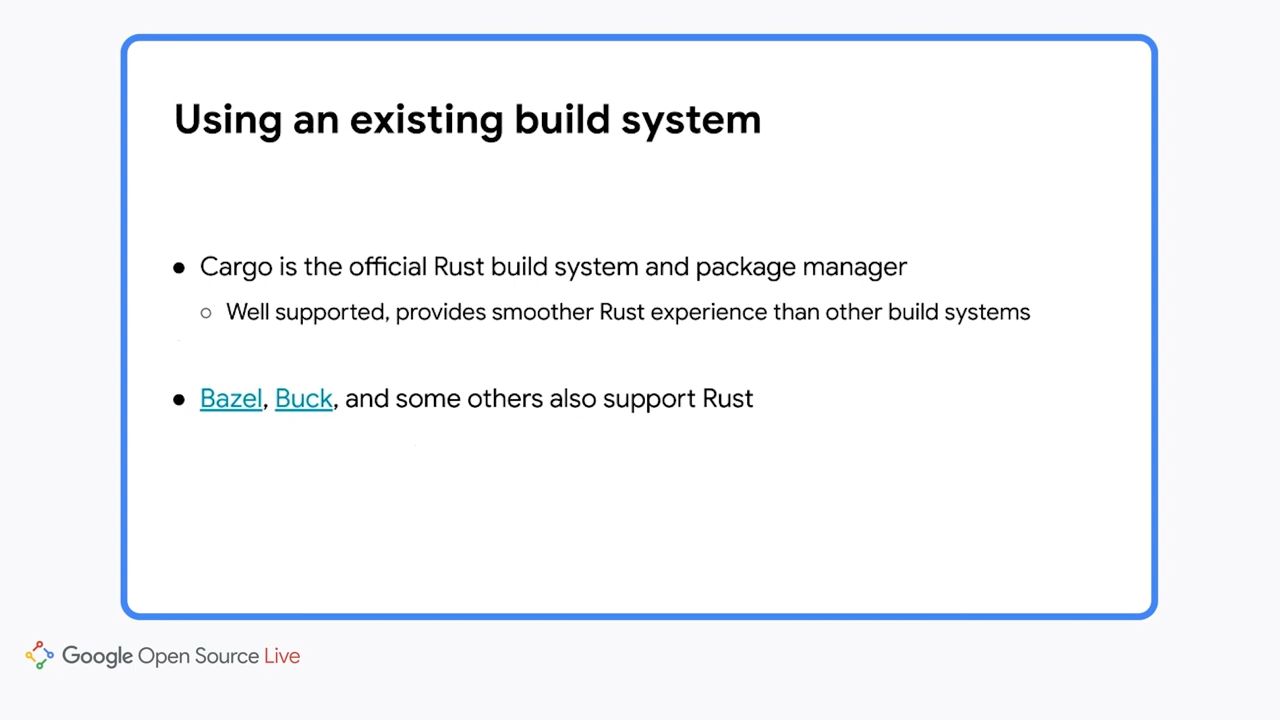 Using an existing build system
● Cargo is the official Rust build system and package manager
○ Well supported, provides smoother Rust experience than other build systems
● Bazel, Buck, and some others also support Rust
Google Open Source Live